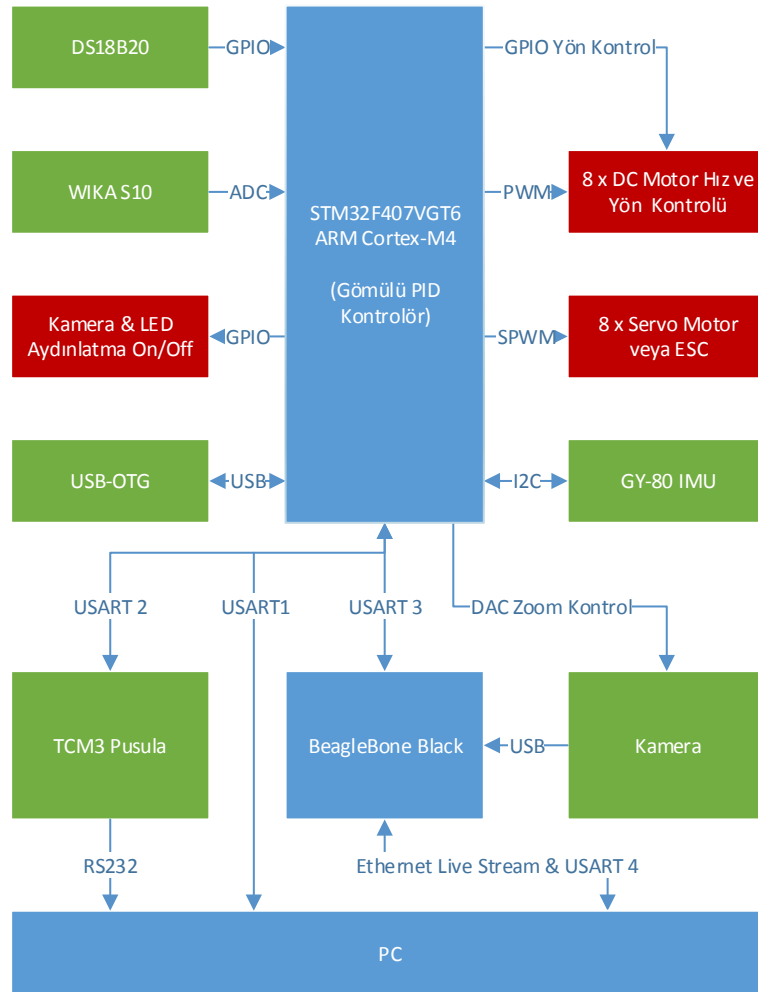 DS18B20
GPIO
GPIO Yön Kontrol
WIKA S10
ADC
STM32F407VGT6
ARM Cortex-M4
(Gömülü PID
Kontrolör)
PWM
8 x DC Motor Hız ve
Yön Kontrolü
Kamera & LED
Aydınlatma On/Off
GPIO
SPWM
8 x Servo Motor
veya ESC
USB-OTG
USB
I2C
GY-80 IMU
USART 2
USART1
USART 3
DAC Zoom Kontrol
TCM3 Pusula
BeagleBone Black
USB
Kamera
RS232
Ethernet Live Stream & USART 4
PC